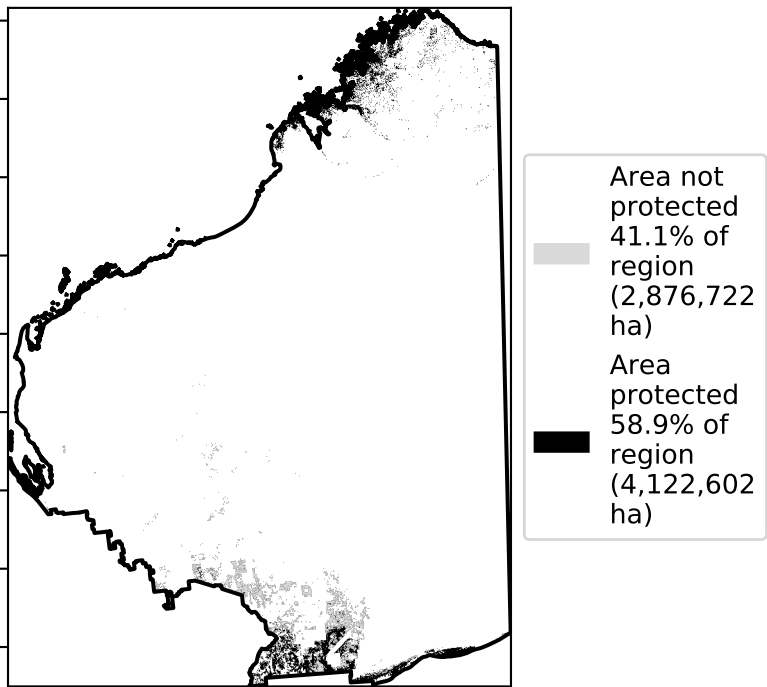 Area not
protected
41.1% of
region
(2,876,722
ha)
Area
protected
58.9% of
region
(4,122,602
ha)